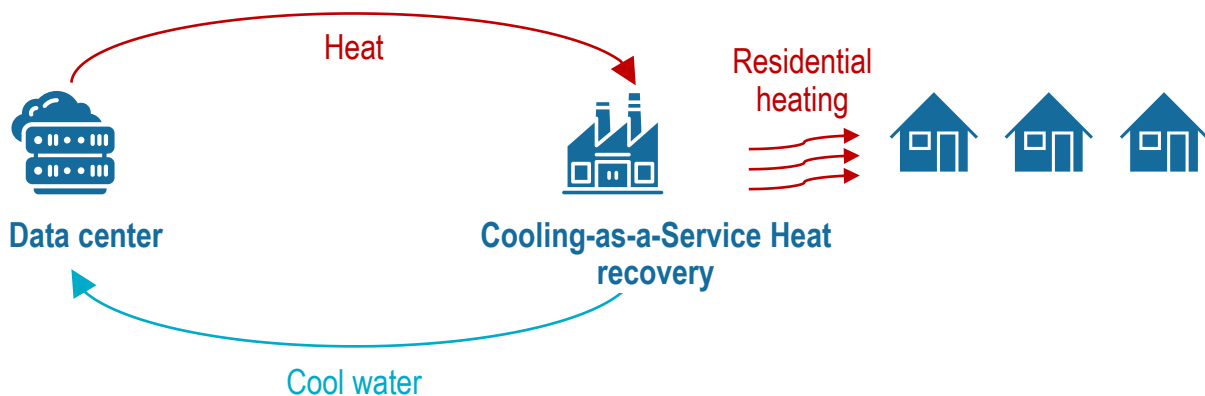 Heat
Residential
heating
Data center
Cooling-as-a-Service Heat
recovery
Cool water